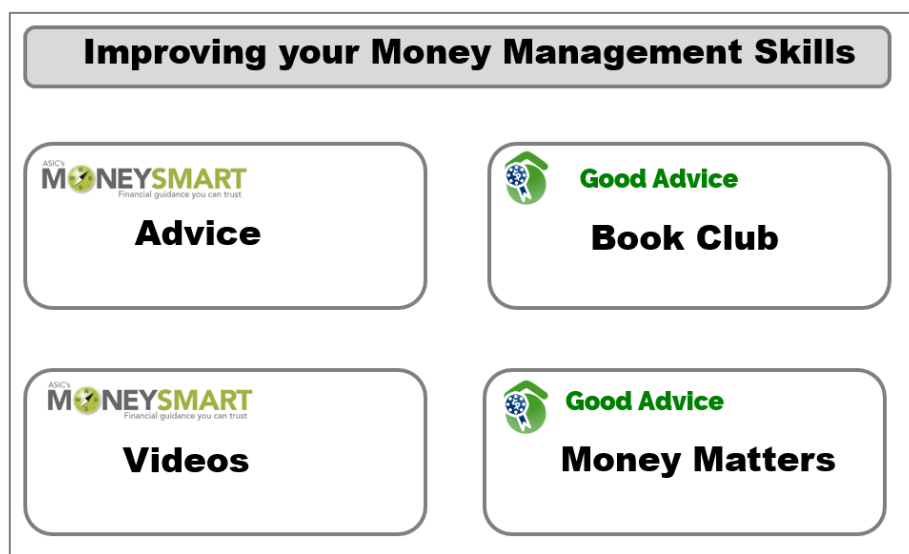 Improving your Money Management Skills
ASIC's
MONEYSMART
Financial guidance you can trust
Advice
Good Advice
Book Club
ASIC's
MONEYSMART
Financial guidance you can trust
Videos
Good Advice
Money Matters